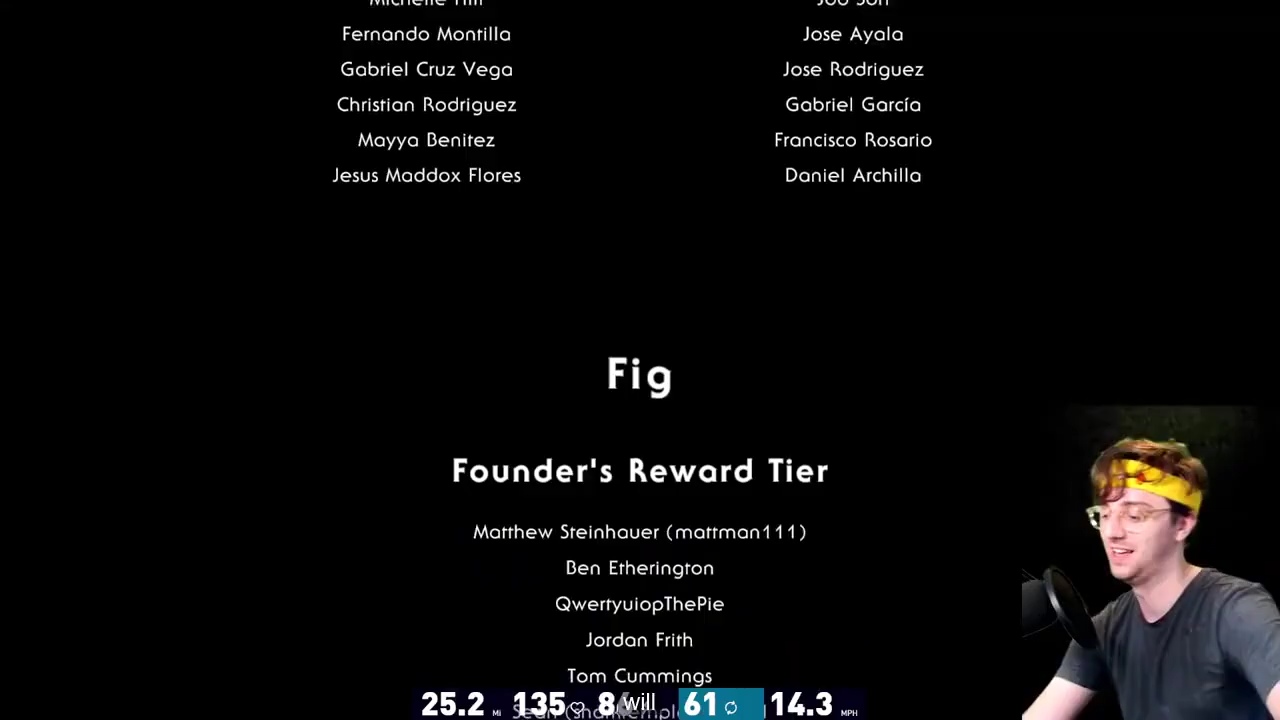 Fernando Montilla
Jose Ayala
Gabriel Cruz Vega
Jose Rodriguez
Christian Rodriguez
Gabriel García
Mayya Benitez
Francisco Rosario
Jesus Maddox Flores
Daniel Archilla
Fig
Founder's Reward Tier
Matthew Steinhauer (mattman111)
Ben Etherington
QwertyuiopThePie
Jordan Frith
Tom Cummings
will
25.2 MI 135 61 14.3 MPH